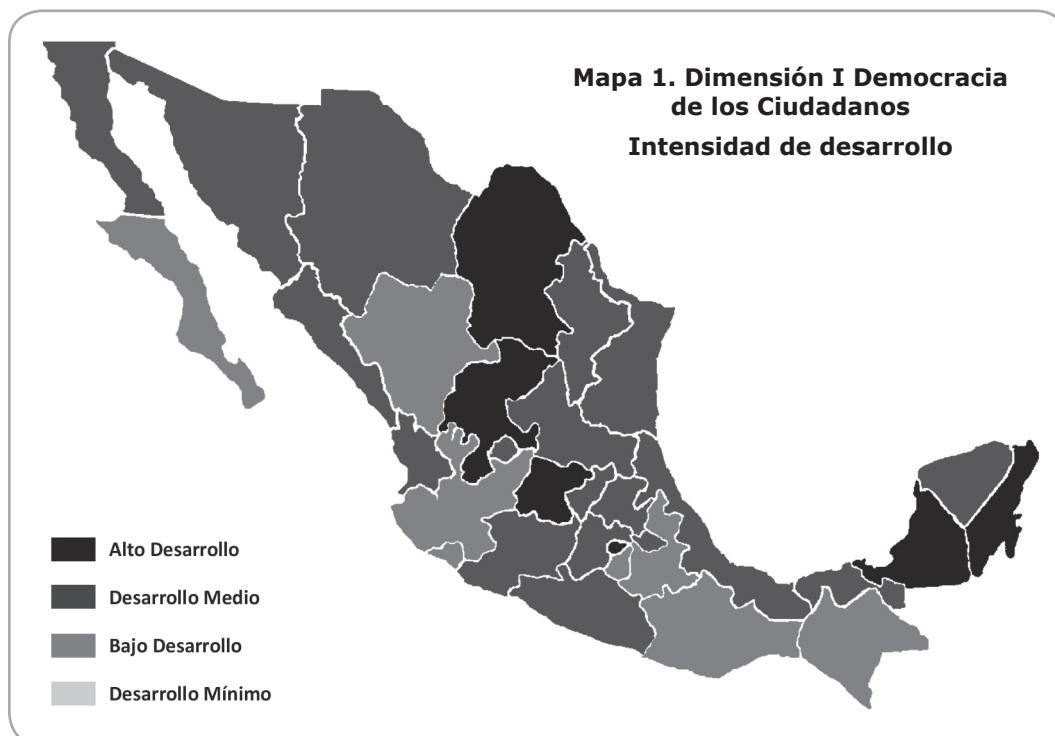 Mapa 1. Dimensión I Democracia
de los Ciudadanos
Intensidad de desarrollo
Alto Desarrollo
Desarrollo Medio
Bajo Desarrollo
Desarrollo Mínimo